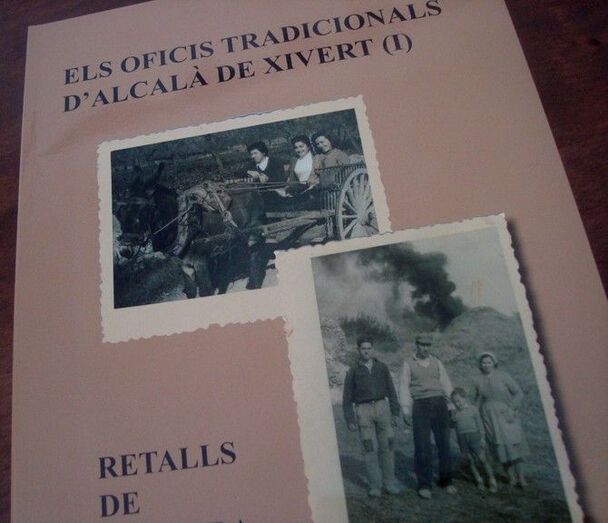 ELS OFICIS TRADICIONALS
D'ALCALÀ DE XIVERT (I)
RETALLS
DE